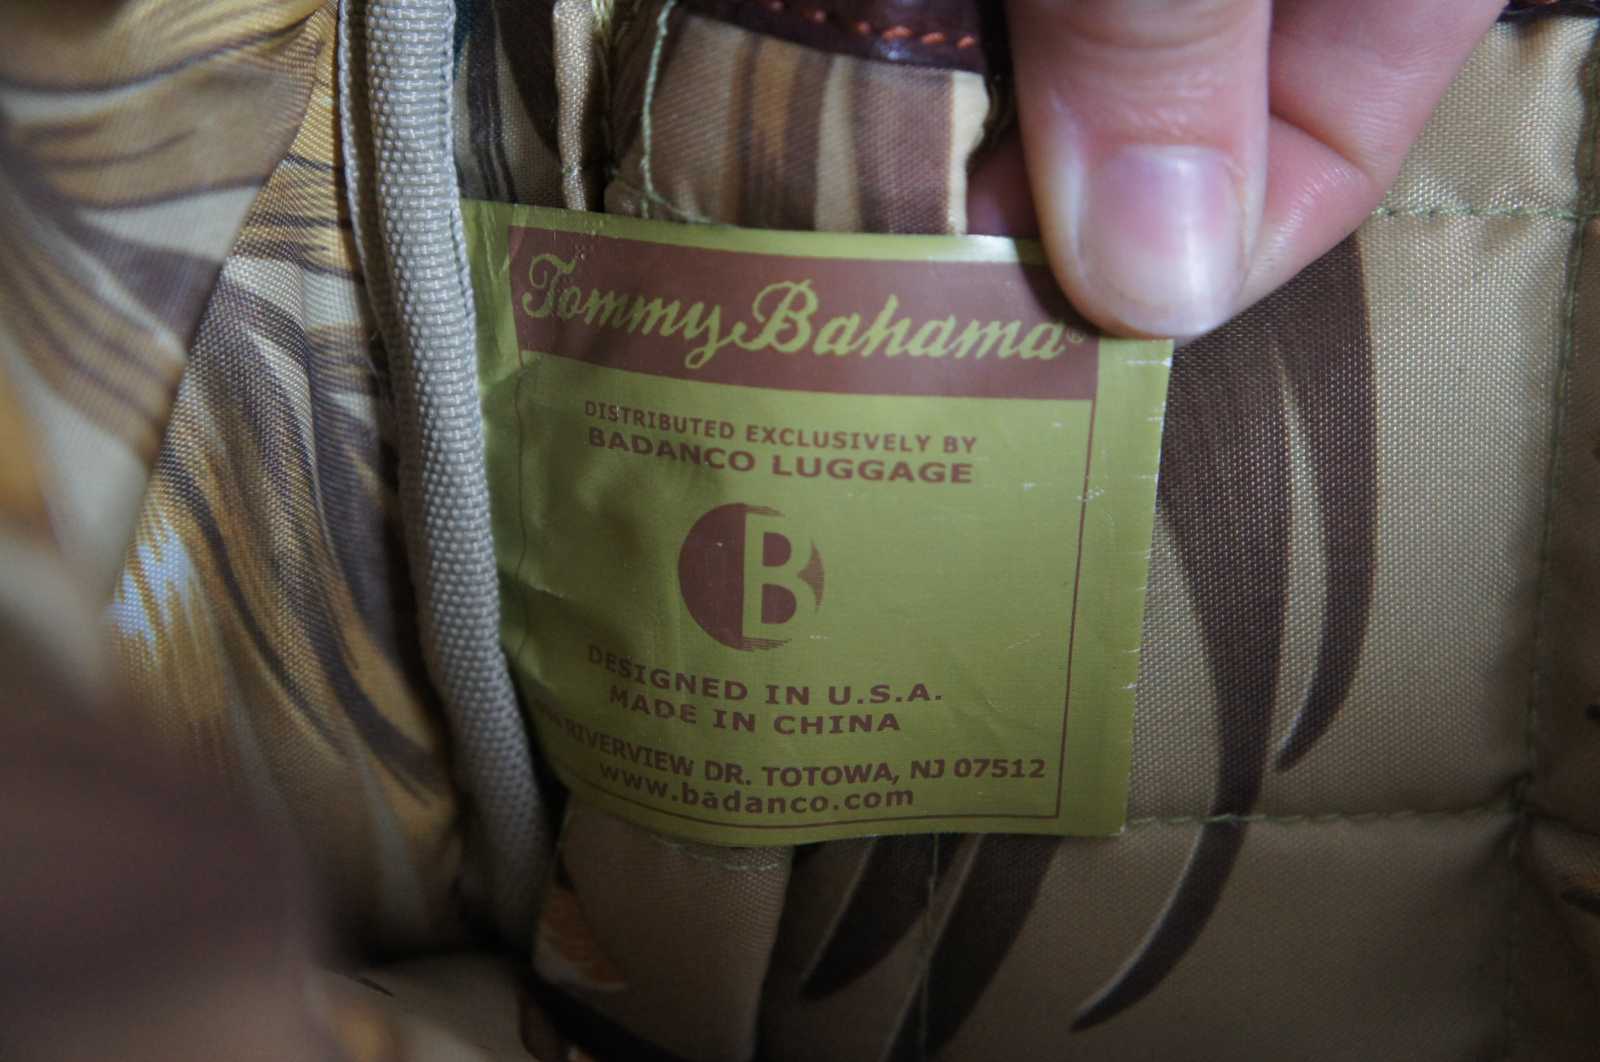 Tommy Bahama®
DISTRIBUTED EXCLUSIVELY BY
BADANCO LUGGAGE
B
DESIGNED IN U.S.A.
MADE IN CHINA
RIVERVIEW DR. TOTOWA, NJ 07512
www.badanco.com